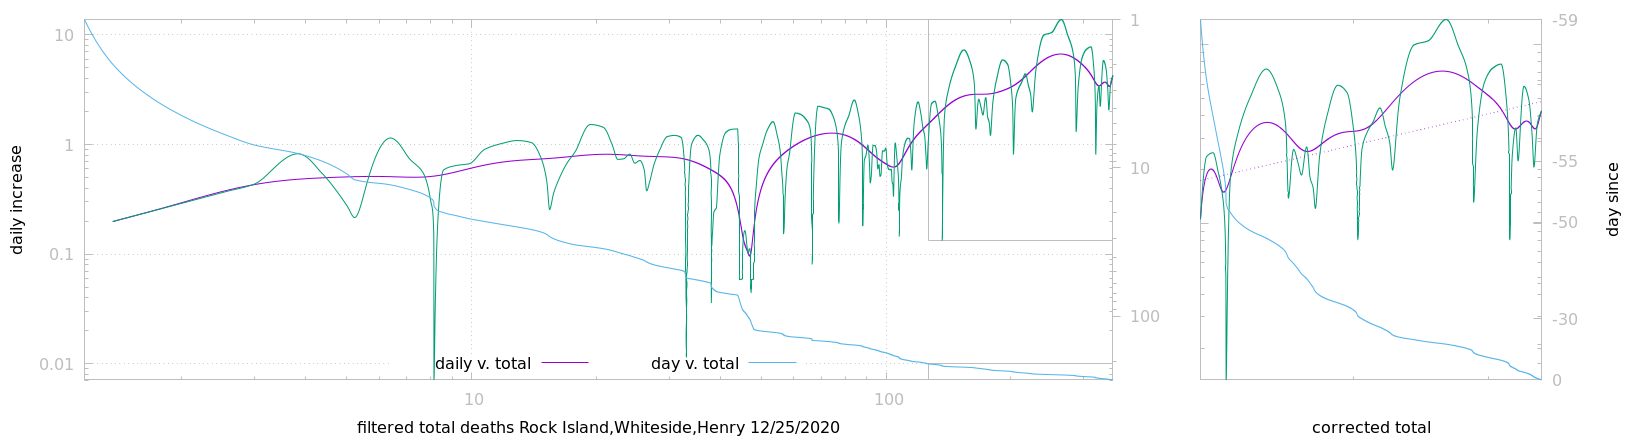 daily increase
10
1
0.1
0.01
10
100
1
10
100
daily v. total
day v. total
filtered total deaths Rock Island,Whiteside,Henry 12/25/2020
-59
-55
-50
-30
0
day since
corrected total